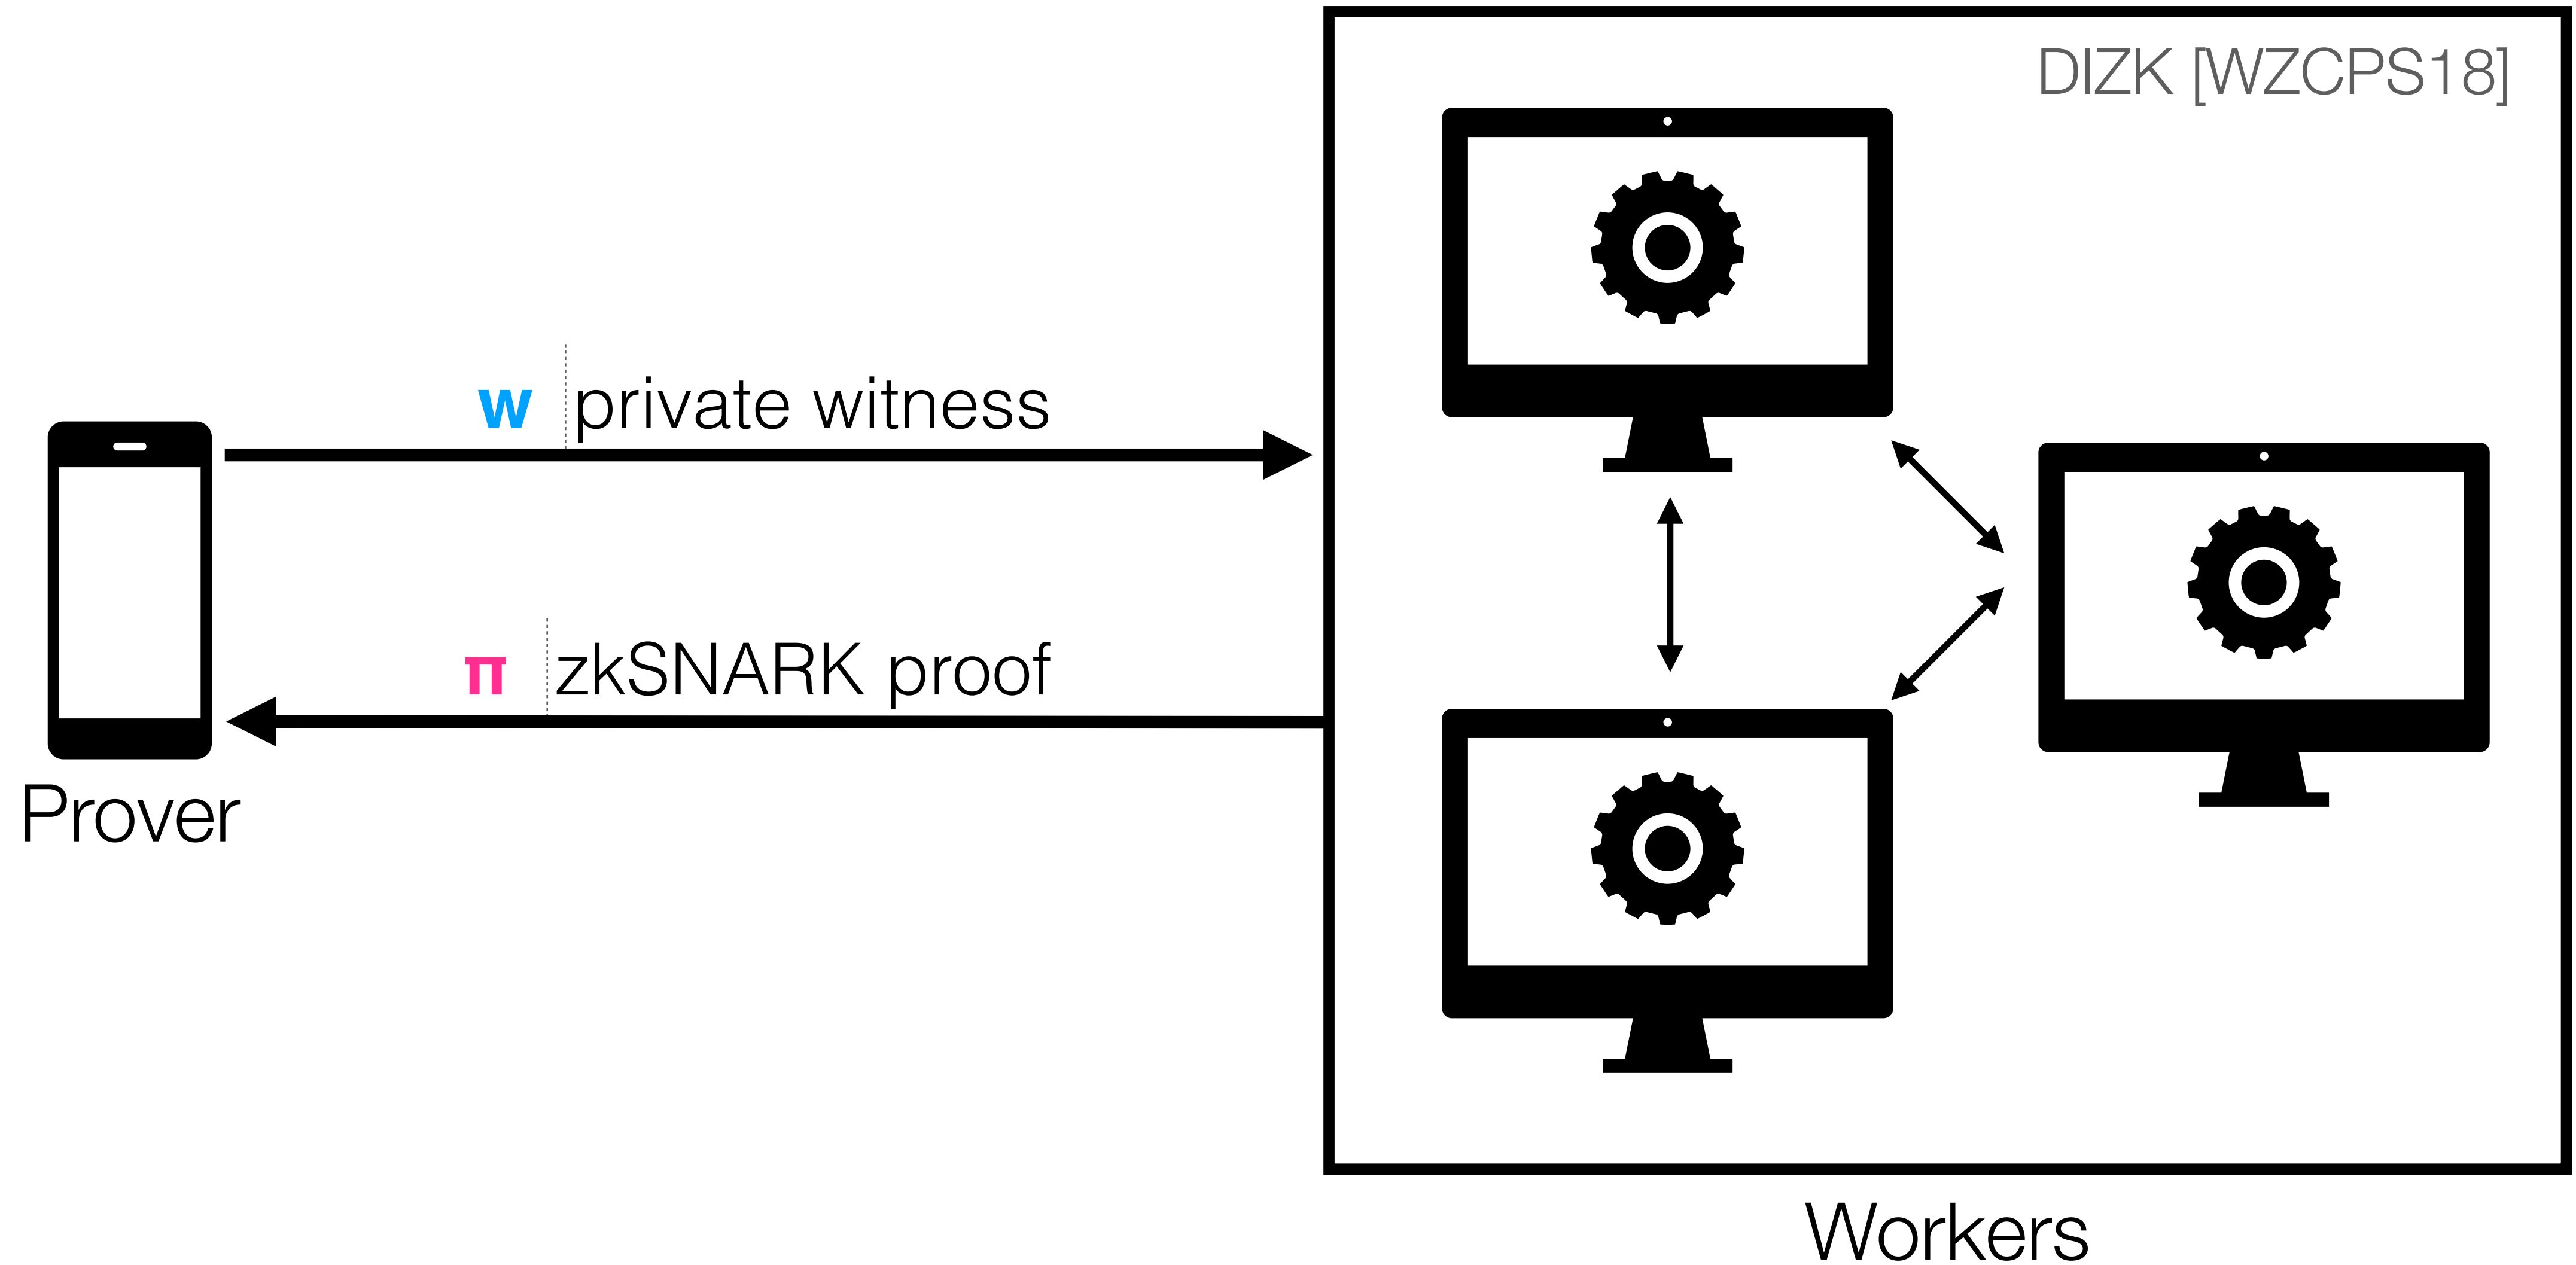 DIZK [WZCPS18]
w private witness
π zkSNARK proof
Prover
Workers